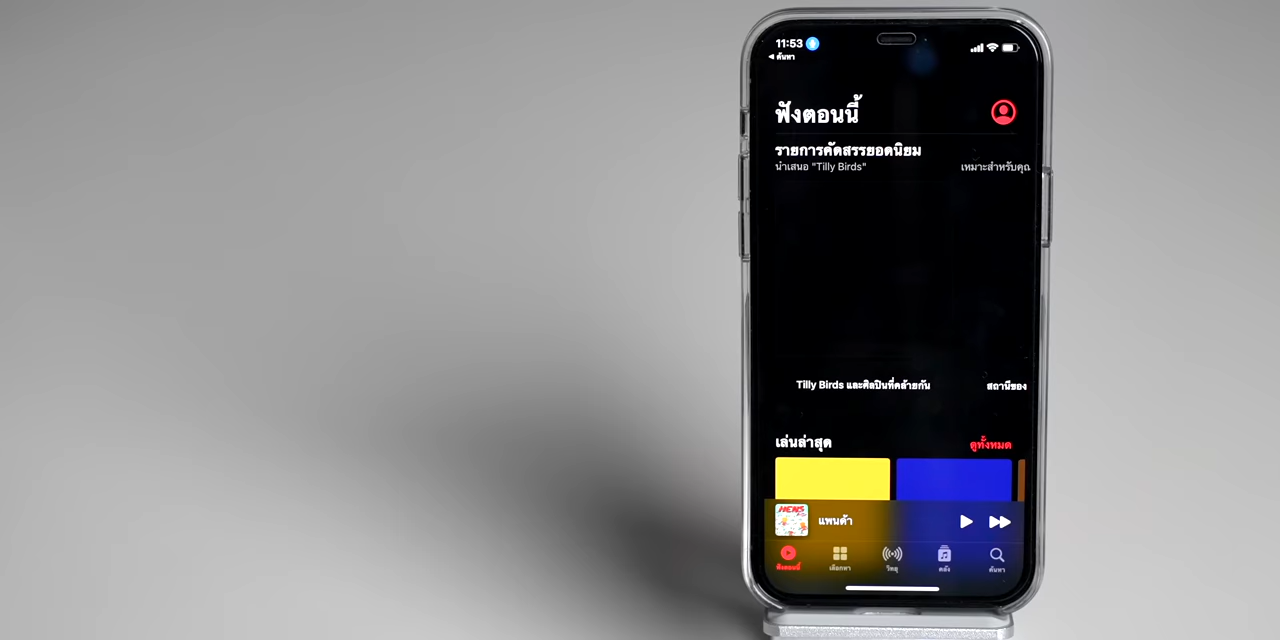 11:53
◀ ค้นหา
ฟังตอนนี้
รายการคัดสรรยอดนิยม
นำเสนอ "Tilly Birds"
เหมาะสำหรับคุณ
Tilly Birds และศิลปินที่คล้ายกัน
สถานีของ
เล่นล่าสุด
ดูทั้งหมด
HENS
แพนด้า
ฟังตอนนี้
เลือกหา
วิทยุ
คลัง
ค้นหา